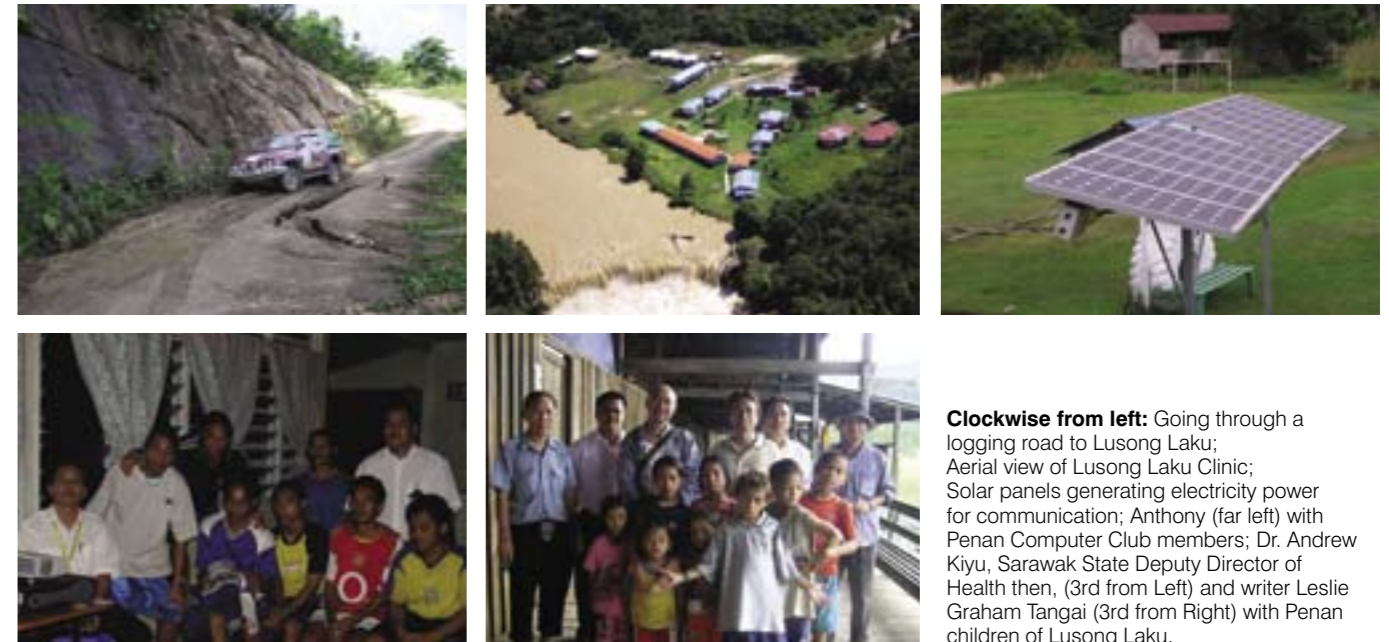 Clockwise from left: Going through a
logging road to Lusong Laku;
Aerial view of Lusong Laku Clinic;
Solar panels generating electricity power
for communication; Anthony (far left) with
Penan Computer Club members; Dr. Andrew
Kiyu, Sarawak State Deputy Director of
Health then, (3rd from Left) and writer Leslie
Graham Tangai (3rd from Right) with Penan
children of Lusong Laku.